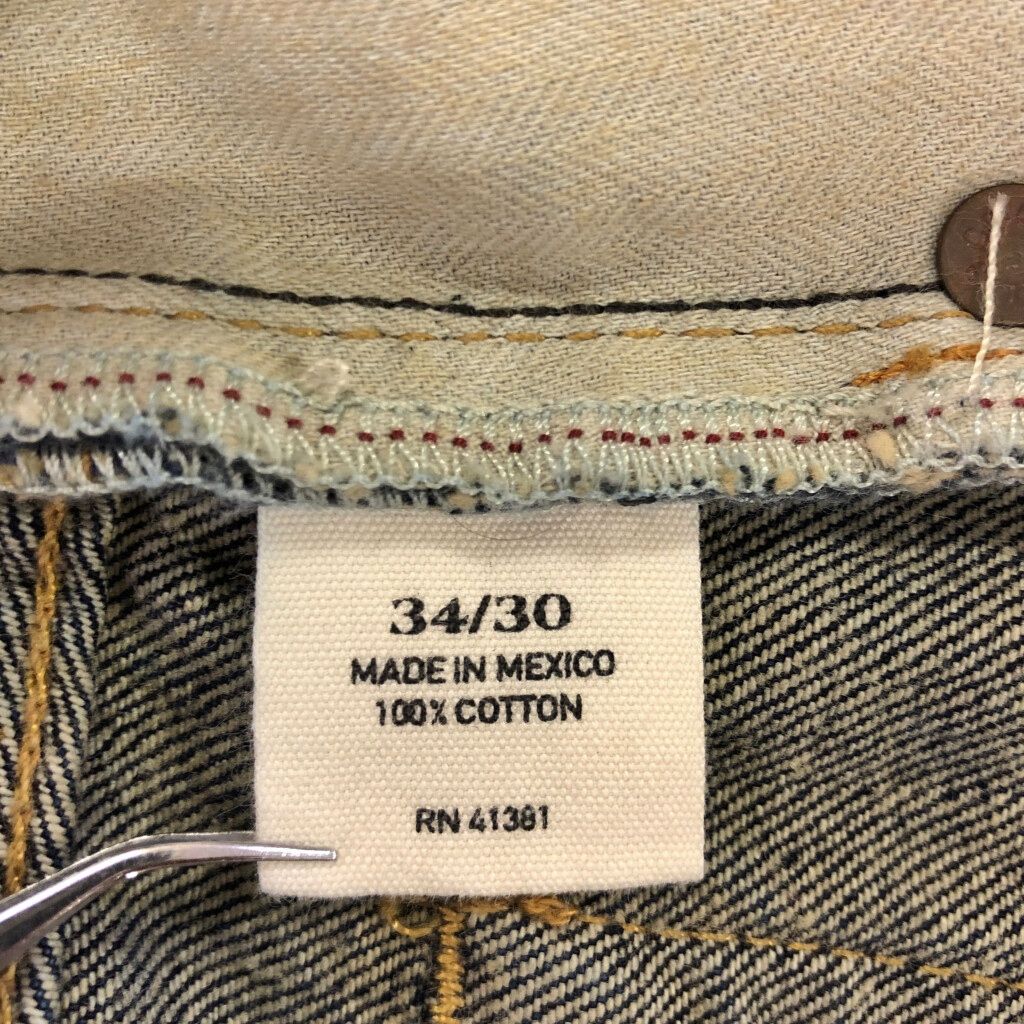 34/30
MADE IN MEXICO
100% COTTON
RN 41381